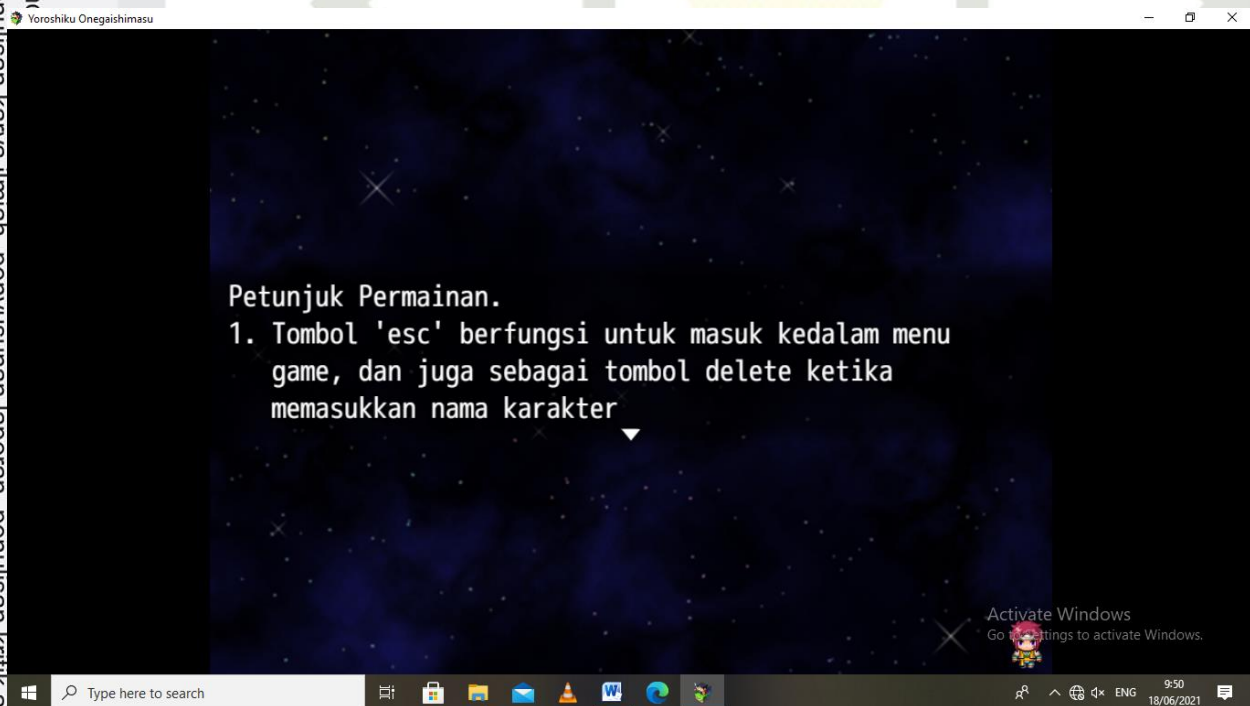 Yoroshiku Onegaishimasu
Petunjuk Permainan.
1. Tombol 'esc' berfungsi untuk masuk kedalam menu
game, dan juga sebagai tombol delete ketika
memasukkan nama karakter
Activate Windows
Go to Settings to activate Windows.
Type here to search
ENG
9:50
18/06/2021